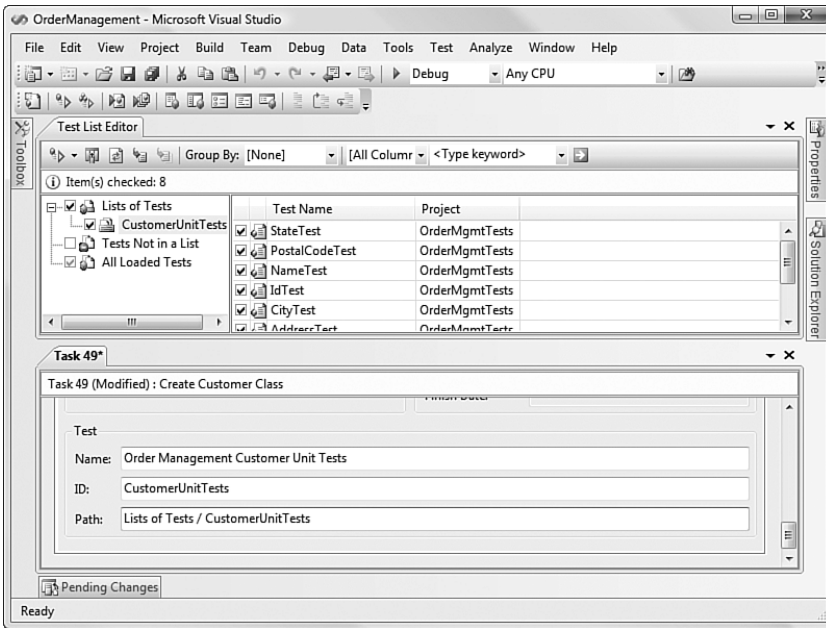 OrderManagement - Microsoft Visual Studio
File Edit View Project Build Team Debug Data Tools Test Analyze Window Help
Debug Any CPU
Toolbox
Test List Editor
Properties
Solution Explorer
Group By: [None] [All Columr <Type keyword>
Item(s) checked: 8
Lists of Tests
CustomerUnitTests
Tests Not in a List
All Loaded Tests
Test Name Project
StateTest OrderMgmtTests
PostalCodeTest OrderMgmtTests
NameTest OrderMgmtTests
IdTest OrderMgmtTests
CityTest OrderMgmtTests
AddressTest OrderMgmtTests
Task 49*
Task 49 (Modified) : Create Customer Class
Finish Date:
Test
Name: Order Management Customer Unit Tests
ID: CustomerUnitTests
Path: Lists of Tests / CustomerUnitTests
Pending Changes
Ready